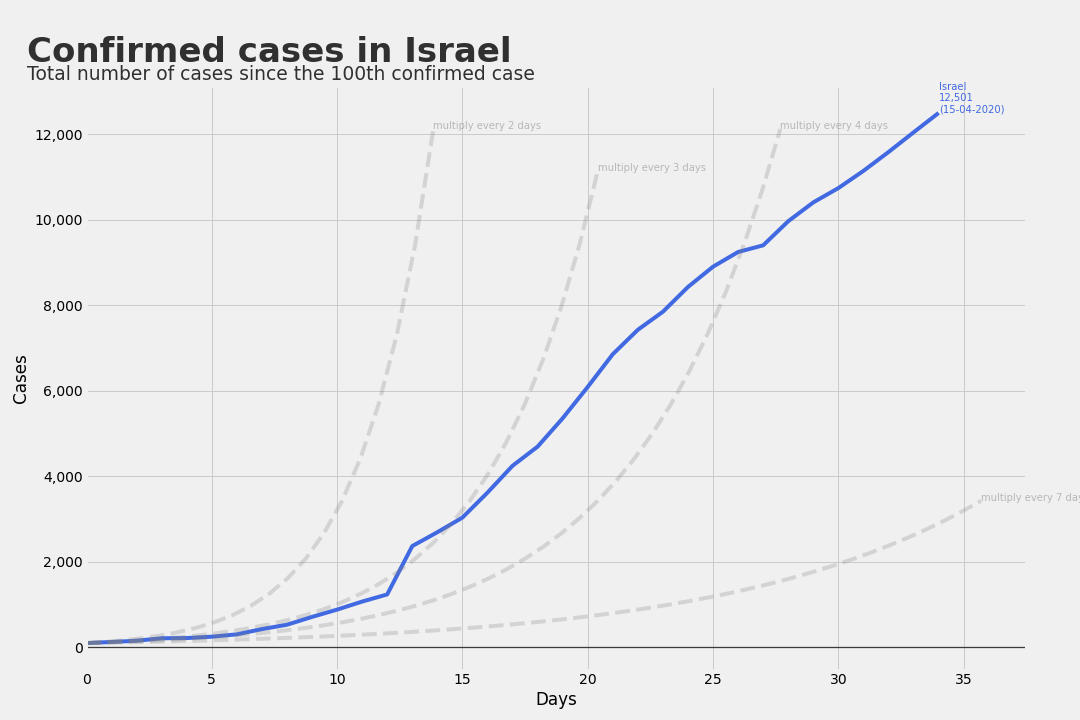 Confirmed cases in Israel
Total number of cases since the 100th confirmed case
Israel
12,501
(15-04-2020)
multiply every 2 days
multiply every 4 days
multiply every 3 days
multiply every 7 day
12,000
10,000
8,000
6,000
4,000
2,000
0
Cases
0 5 10 15 20 25 30 35
Days